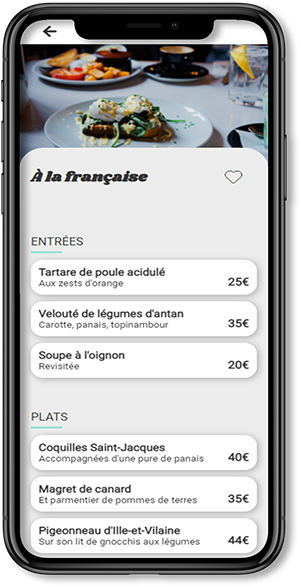 À la française
ENTRÉES
Tartare de poule acidulé
Aux zests d'orange
25€
Velouté de légumes d'antan
Carotte, panais, topinambour
35€
Soupe à l'oignon
Revisitée
20€
PLATS
Coquilles Saint-Jacques
Accompagnées d'une pure de panais
40€
Magret de canard
Et parmentier de pommes de terres
35€
Pigeonneau d'Ille-et-Vilaine
Sur son lit de gnocchis aux légumes
44€